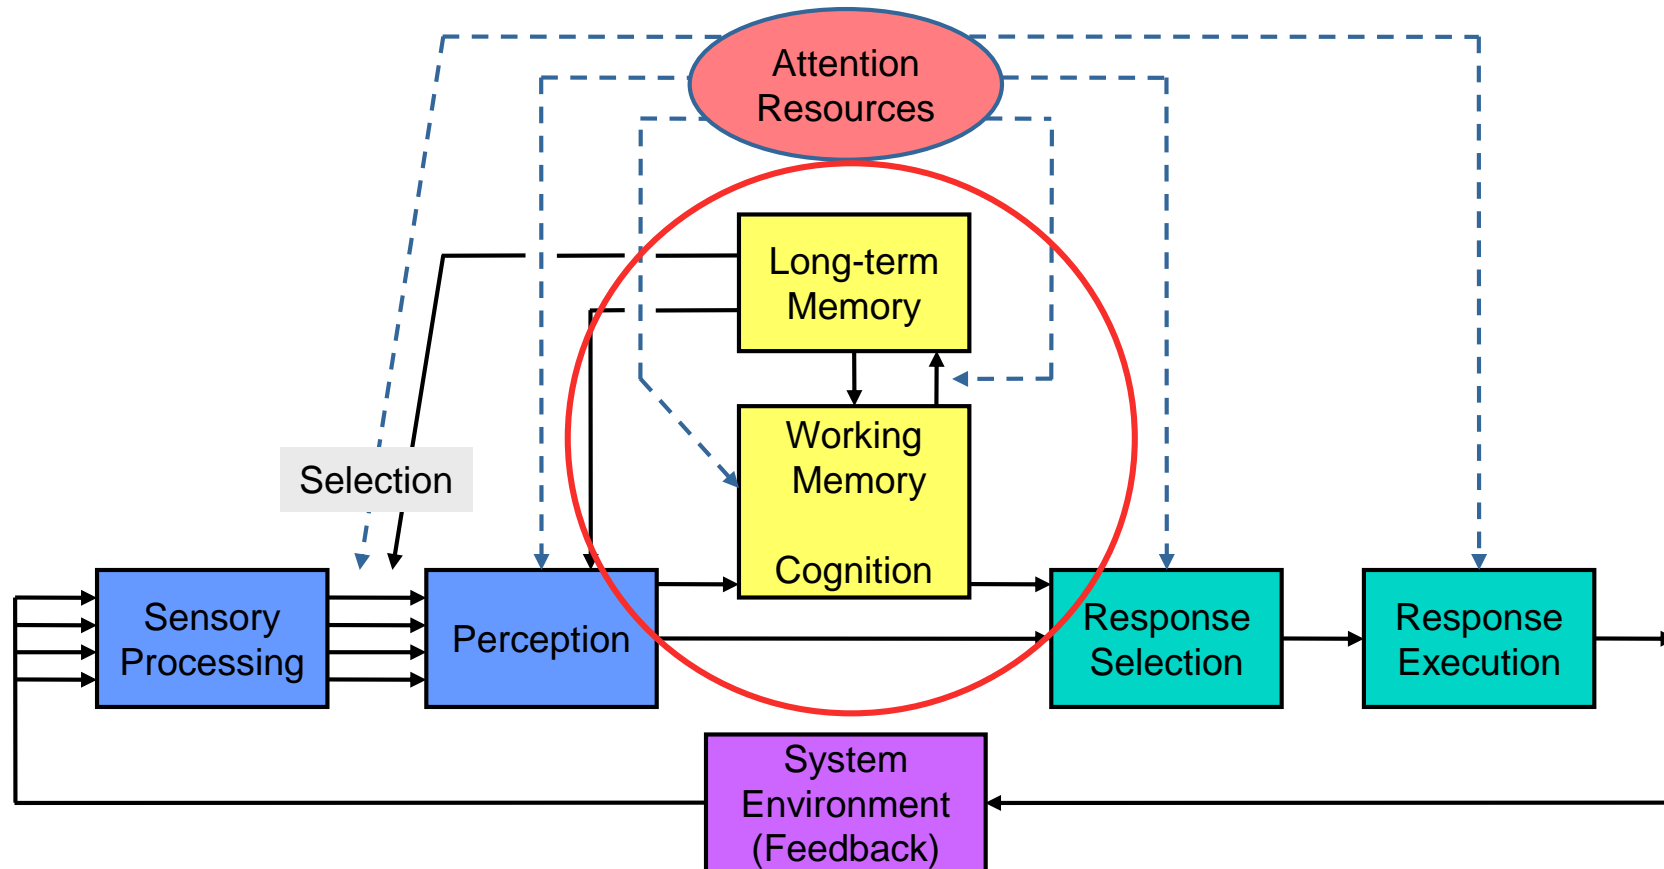 Attention
Resources
Long-term
Memory
Working
Memory
Cognition
Selection
Sensory
Processing
Perception
Response
Selection
Response
Execution
System
Environment
(Feedback)